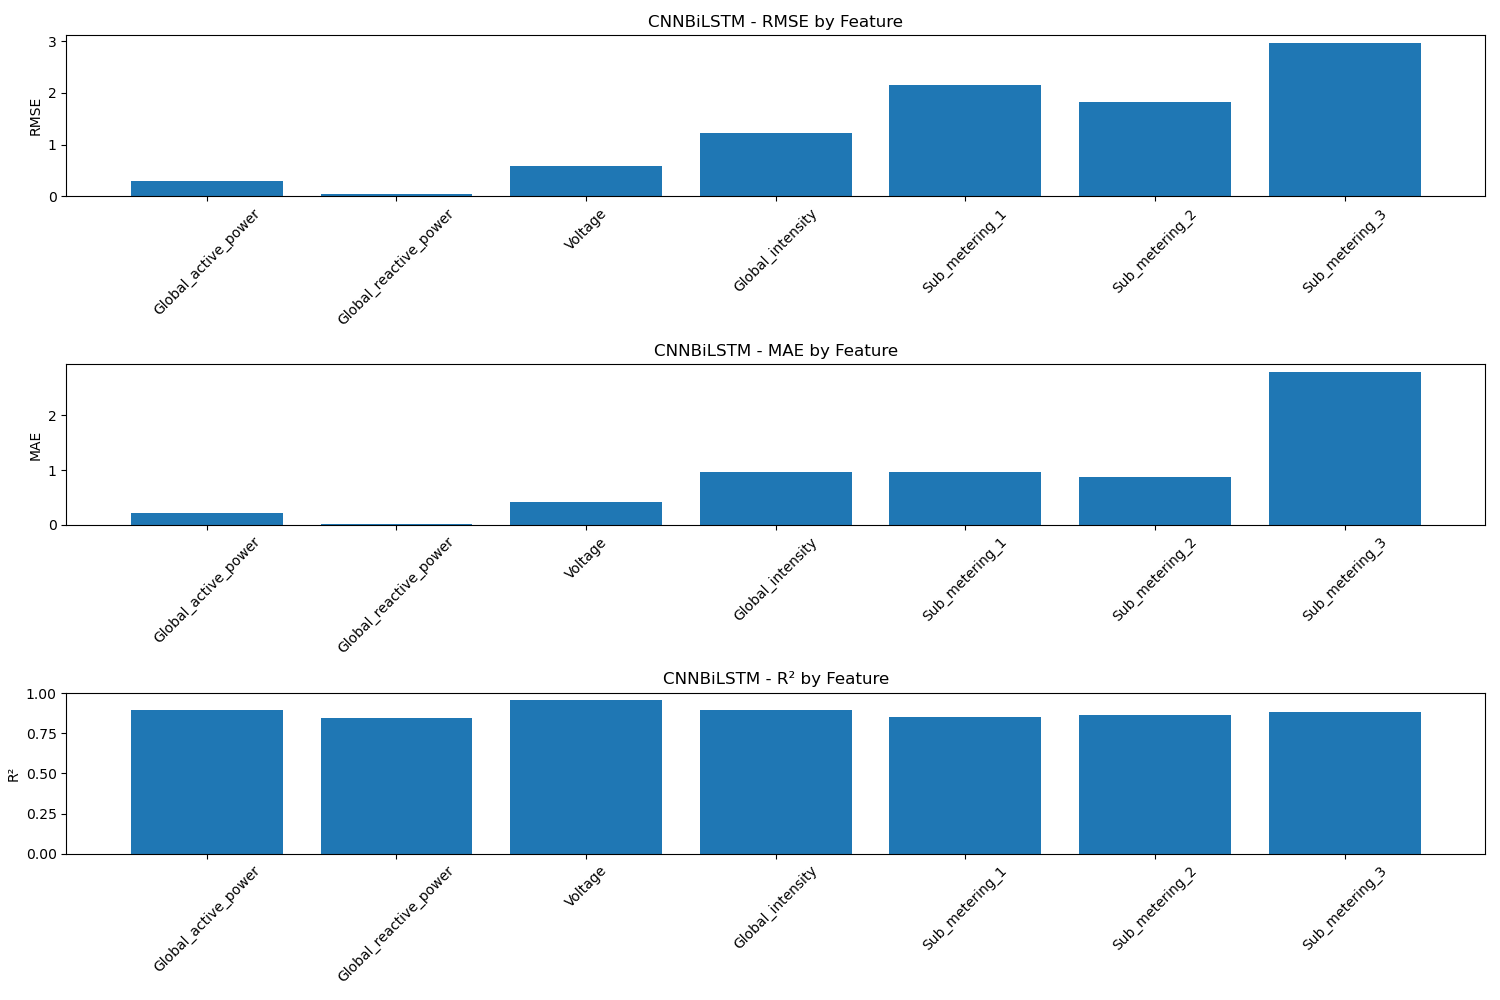 CNNBiLSTM - RMSE by Feature
3
2
1
0
RMSE
Global_active_power
Global_reactive_power
Voltage
Global_intensity
Sub_metering_1
Sub_metering_2
Sub_metering_3
CNNBiLSTM - MAE by Feature
2
1
0
MAE
Global_active_power
Global_reactive_power
Voltage
Global_intensity
Sub_metering_1
Sub_metering_2
Sub_metering_3
CNNBiLSTM - R² by Feature
1.00
0.75
0.50
0.25
0.00
R²
Global_active_power
Global_reactive_power
Voltage
Global_intensity
Sub_metering_1
Sub_metering_2
Sub_metering_3